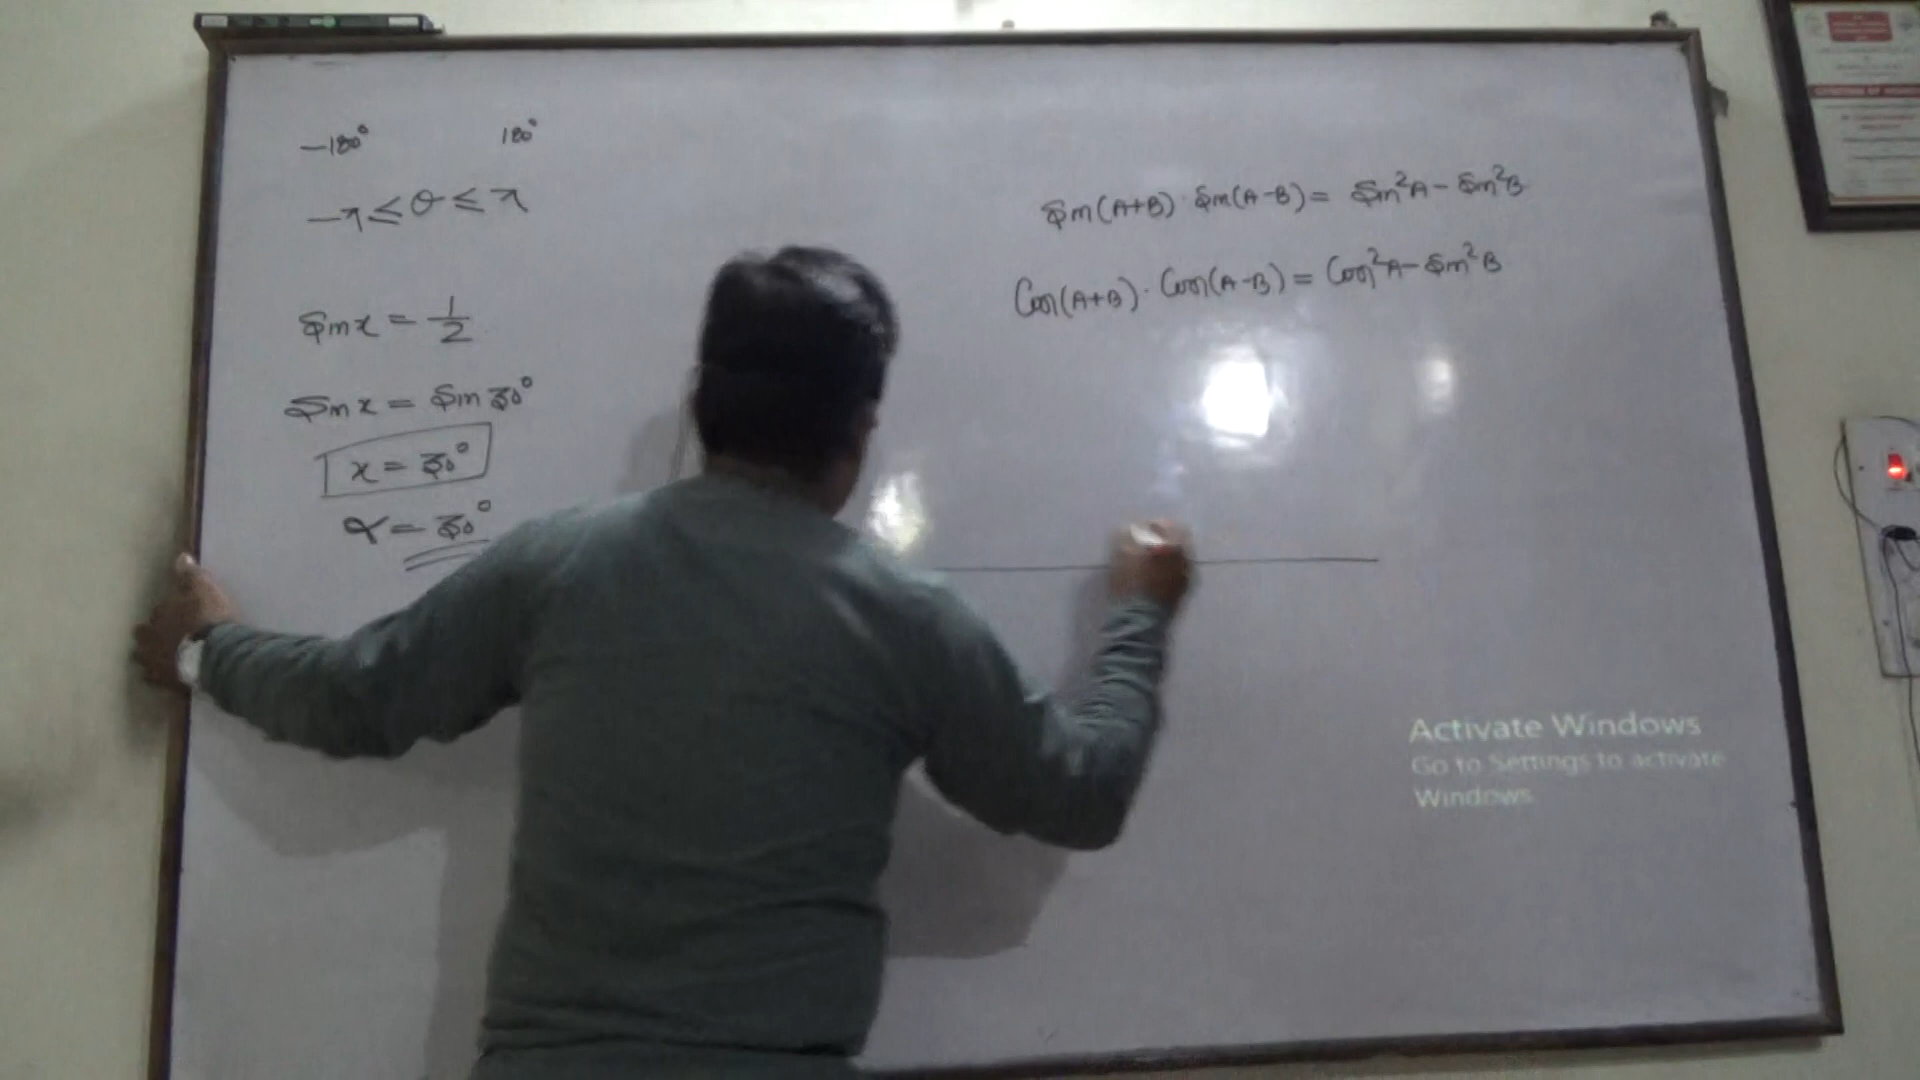 -180° 180°
-π ≤ θ ≤ π
Sin x = 1/2
Sin x = Sin 30°
x = 30°
α = 30°
Sin(A+B) · Sin(A-B) = Sin²A - Sin²B
Cos(A+B) · Cos(A-B) = Cos²A - Sin²B
Activate Windows
Go to Settings to activate
Windows.